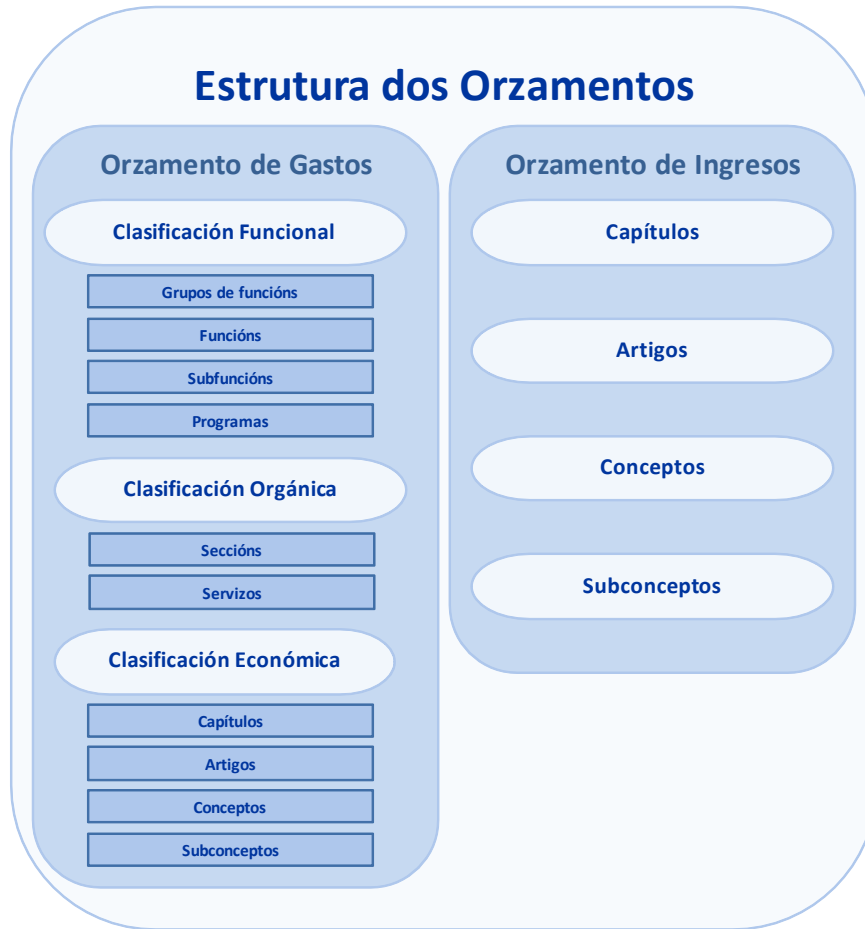 Estrutura dos Orzamentos
Orzamento de Gastos
Clasificación Funcional
Grupos de funcións
Funcións
Subfuncións
Programas
Clasificación Orgánica
Seccións
Servizos
Clasificación Económica
Capítulos
Artigos
Conceptos
Subconceptos
Orzamento de Ingresos
Capítulos
Artigos
Conceptos
Subconceptos